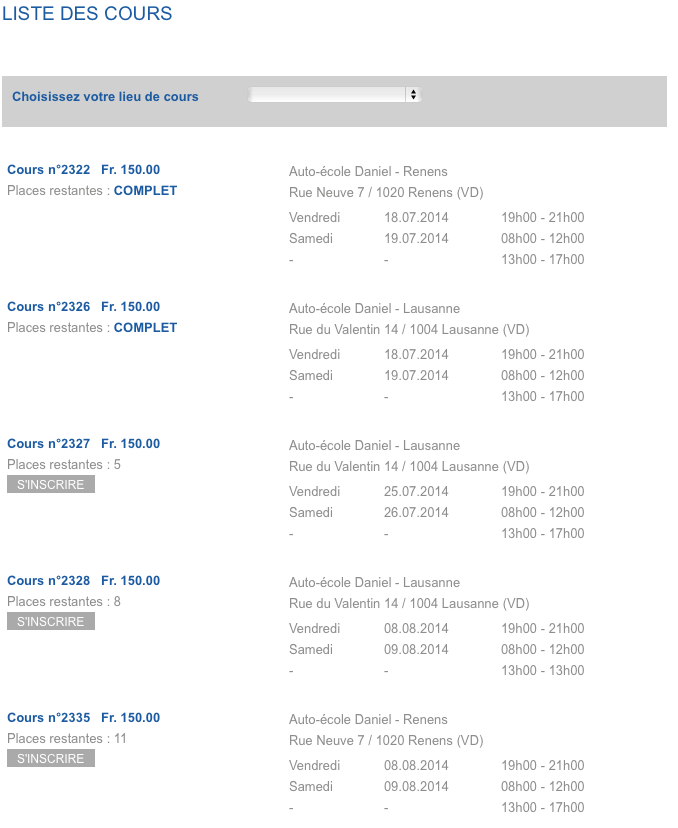 LISTE DES COURS
Choisissez votre lieu de cours
Cours n°2322 Fr. 150.00
Places restantes : COMPLET
Auto-école Daniel - Renens
Rue Neuve 7 / 1020 Renens (VD)
Vendredi 18.07.2014 19h00 - 21h00
Samedi 19.07.2014 08h00 - 12h00
- - 13h00 - 17h00
Cours n°2326 Fr. 150.00
Places restantes : COMPLET
Auto-école Daniel - Lausanne
Rue du Valentin 14 / 1004 Lausanne (VD)
Vendredi 18.07.2014 19h00 - 21h00
Samedi 19.07.2014 08h00 - 12h00
- - 13h00 - 17h00
Cours n°2327 Fr. 150.00
Places restantes : 5
S'INSCRIRE
Auto-école Daniel - Lausanne
Rue du Valentin 14 / 1004 Lausanne (VD)
Vendredi 25.07.2014 19h00 - 21h00
Samedi 26.07.2014 08h00 - 12h00
- - 13h00 - 17h00
Cours n°2328 Fr. 150.00
Places restantes : 8
S'INSCRIRE
Auto-école Daniel - Lausanne
Rue du Valentin 14 / 1004 Lausanne (VD)
Vendredi 08.08.2014 19h00 - 21h00
Samedi 09.08.2014 08h00 - 12h00
- - 13h00 - 13h00
Cours n°2335 Fr. 150.00
Places restantes : 11
S'INSCRIRE
Auto-école Daniel - Renens
Rue Neuve 7 / 1020 Renens (VD)
Vendredi 08.08.2014 19h00 - 21h00
Samedi 09.08.2014 08h00 - 12h00
- - 13h00 - 17h00